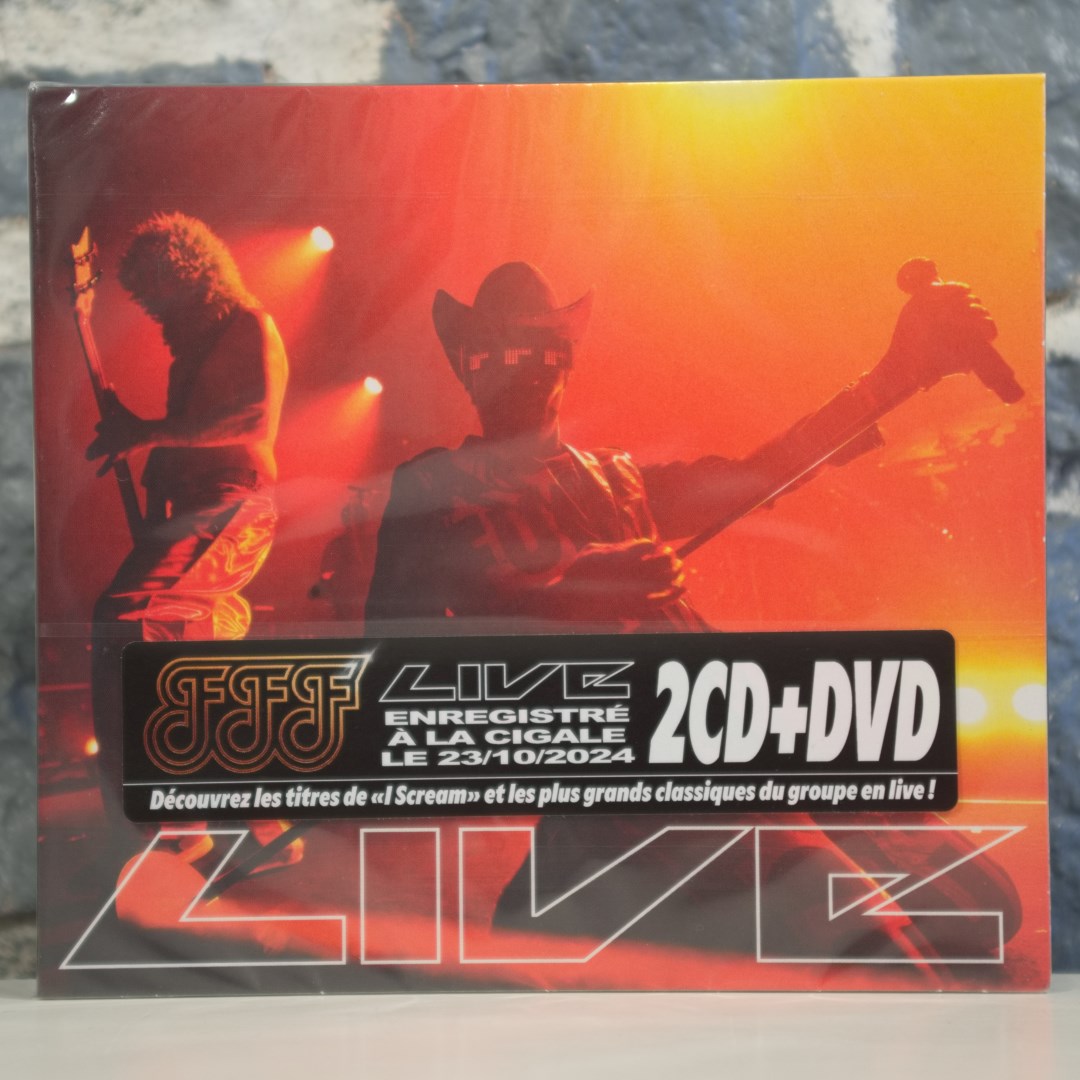 FFF
LIVE
ENREGISTRÉ
À LA CIGALE
LE 23/10/2024
2CD+DVD
Découvrez les titres de «I Scream» et les plus grands classiques du groupe en live !
LIVE